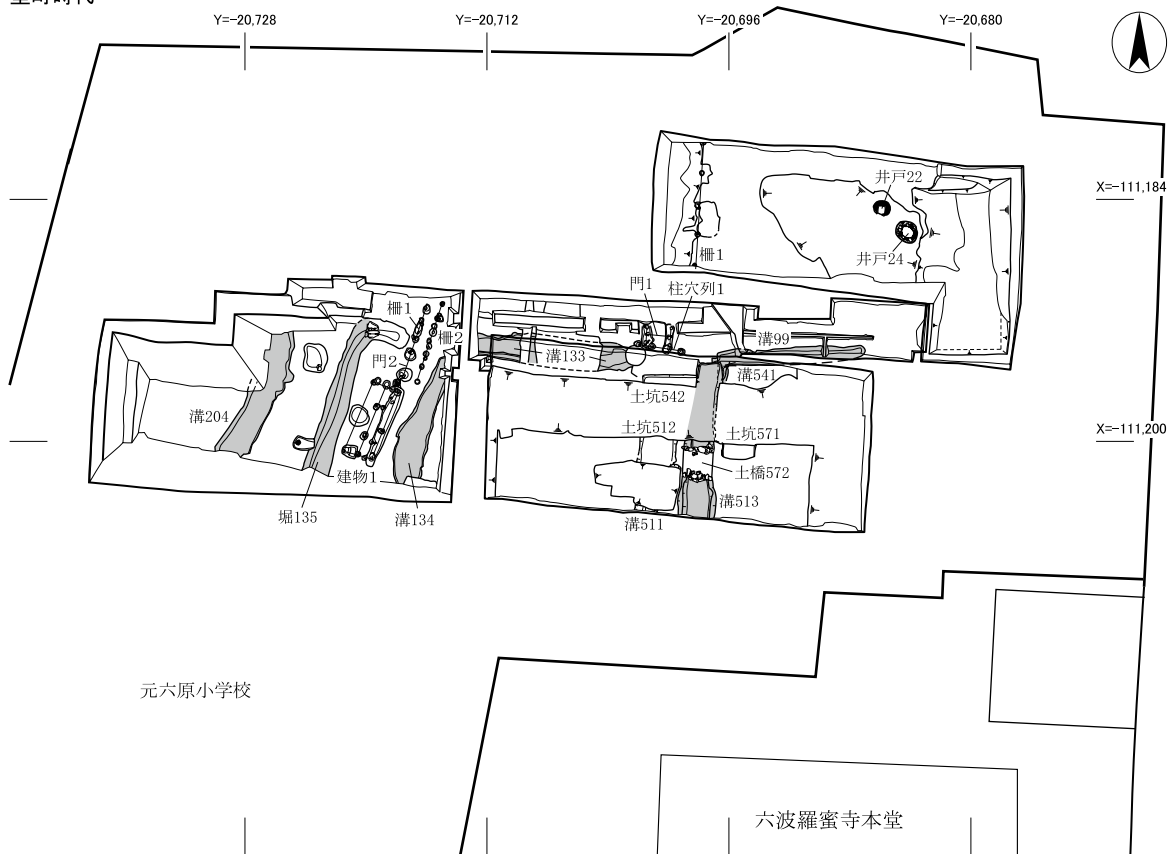 Y=-20,728
Y=-20,712
Y=-20,696
Y=-20,680
X=-111,184
井戸22
井戸24
柵1
門1
柱穴列1
柵1
柵2
溝133
溝99
門2
溝541
土坑542
溝204
土坑512
土坑571
X=-111,200
土橋572
建物1
溝513
堀135
溝134
溝511
元六原小学校
六波羅蜜寺本堂